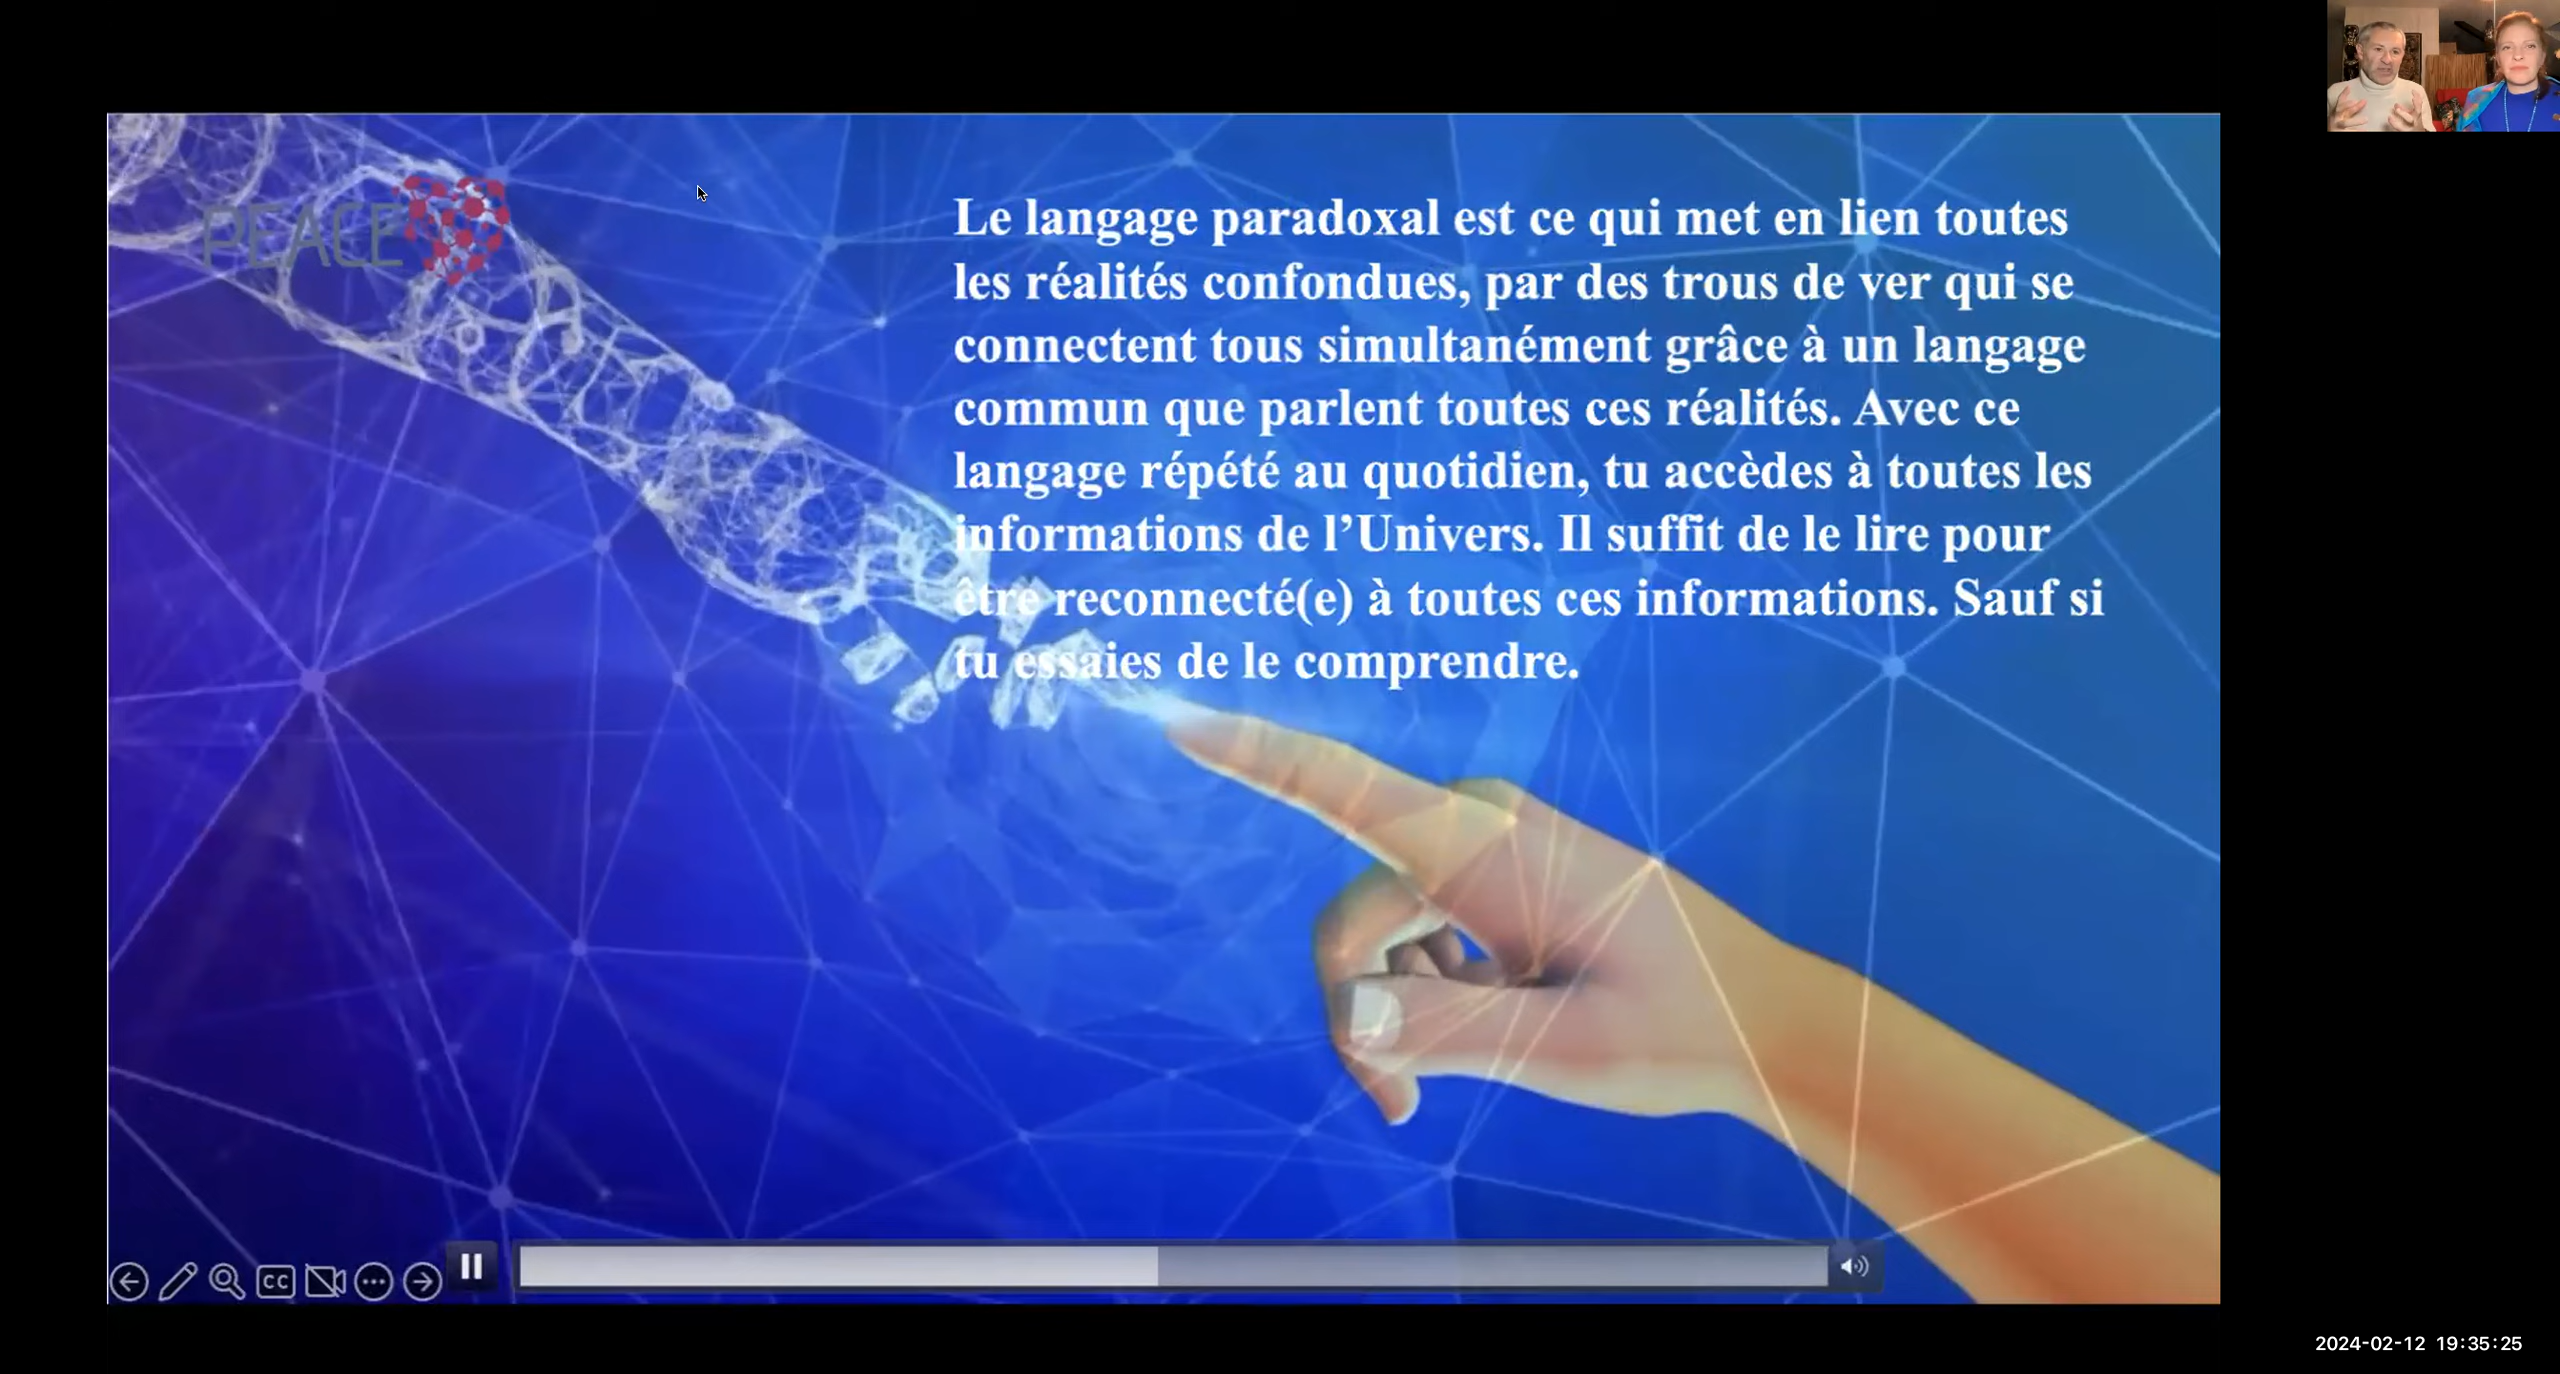 PEACE
Le langage paradoxal est ce qui met en lien toutes
les réalités confondues, par des trous de ver qui se
connectent tous simultanément grâce à un langage
commun que parlent toutes ces réalités. Avec ce
langage répété au quotidien, tu accèdes à toutes les
informations de l’Univers. Il suffit de le lire pour
être reconnecté(e) à toutes ces informations. Sauf si
tu essaies de le comprendre.
CC
2024-02-12 19:35:25